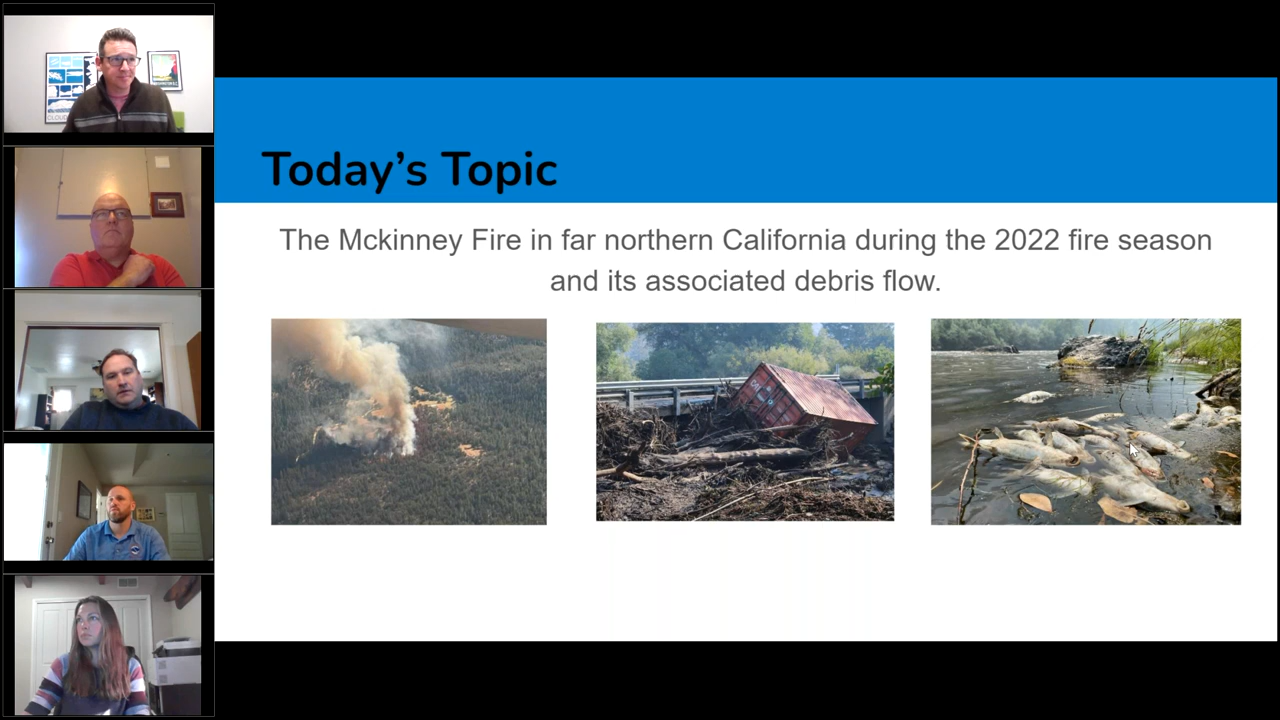 Today's Topic
The Mckinney Fire in far northern California during the 2022 fire season
and its associated debris flow.
CLOUD